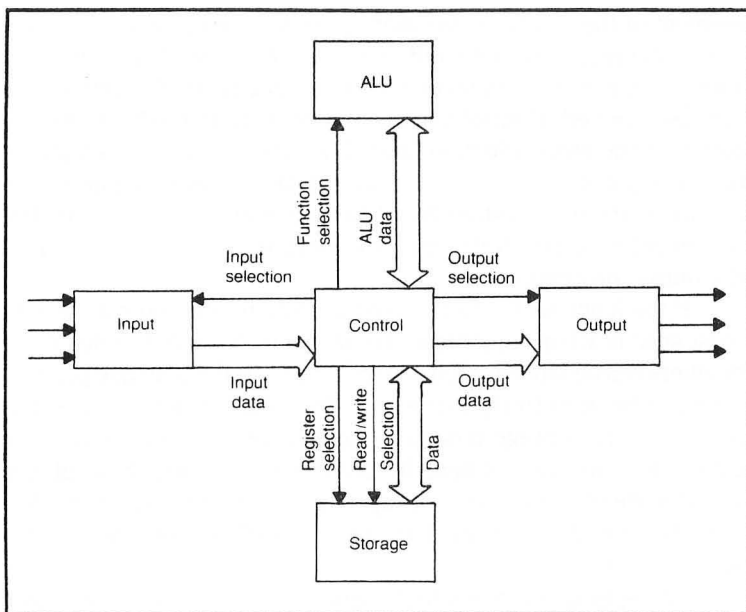 ALU
Function
selection
ALU
data
Input
selection
Output
selection
Input
Control
Output
Input
data
Output
data
Register
selection
Read/write
Selection
Data
Storage